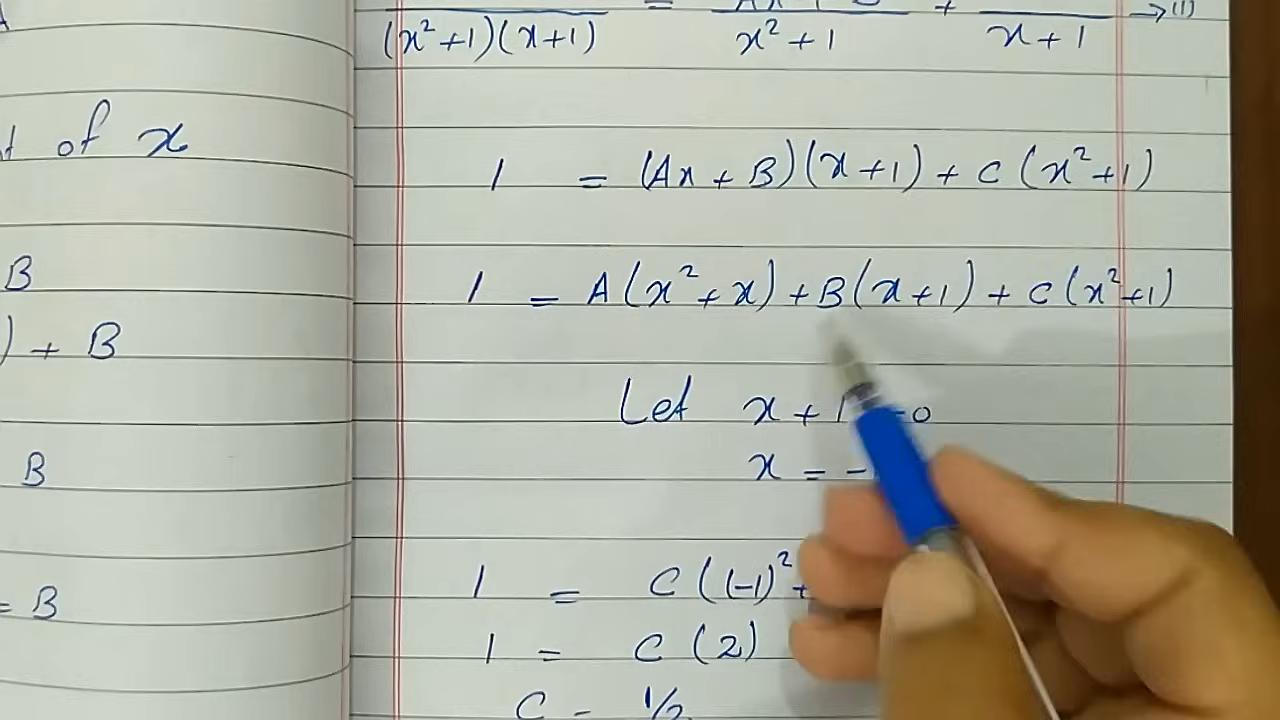 of x
B
) + B
B
= B
(x²+1)(x+1) = x²+1 + x+1 →(1)
1 = (Ax + B)(x+1) + C(x²+1)
1 = A(x²+x) + B(x+1) + C(x²+1)
Let x+1 =0
x = -
1 = C((-1)²+
1 = C(2)
C = 1/2